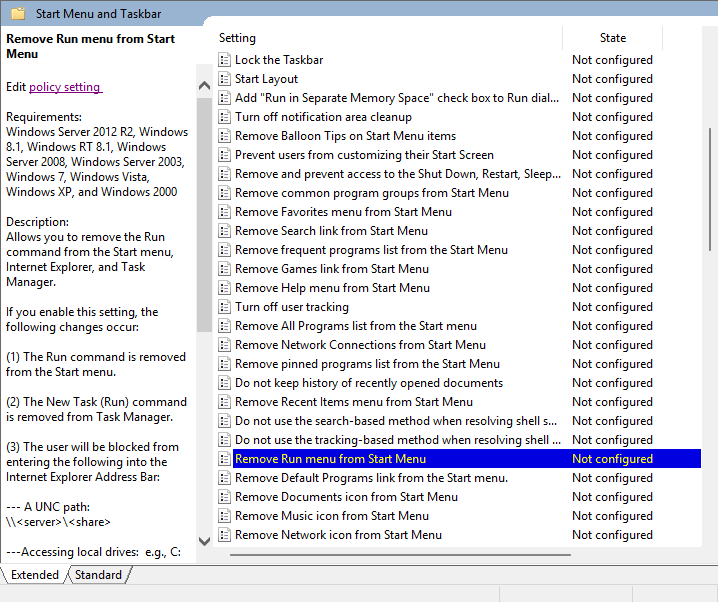 Start Menu and Taskbar
Remove Run menu from Start
Menu
Edit policy setting
Requirements:
Windows Server 2012 R2, Windows
8.1, Windows RT 8.1, Windows
Server 2008, Windows Server 2003,
Windows 7, Windows Vista,
Windows XP, and Windows 2000
Description:
Allows you to remove the Run
command from the Start menu,
Internet Explorer, and Task
Manager.
If you enable this setting, the
following changes occur:
(1) The Run command is removed
from the Start menu.
(2) The New Task (Run) command
is removed from Task Manager.
(3) The user will be blocked from
entering the following into the
Internet Explorer Address Bar:
--- A UNC path:
\\<server>\<share>
---Accessing local drives:  e.g., C:
Setting State
Lock the Taskbar Not configured
Start Layout Not configured
Add "Run in Separate Memory Space" check box to Run dial... Not configured
Turn off notification area cleanup Not configured
Remove Balloon Tips on Start Menu items Not configured
Prevent users from customizing their Start Screen Not configured
Remove and prevent access to the Shut Down, Restart, Sleep... Not configured
Remove common program groups from Start Menu Not configured
Remove Favorites menu from Start Menu Not configured
Remove Search link from Start Menu Not configured
Remove frequent programs list from the Start Menu Not configured
Remove Games link from Start Menu Not configured
Remove Help menu from Start Menu Not configured
Turn off user tracking Not configured
Remove All Programs list from the Start menu Not configured
Remove Network Connections from Start Menu Not configured
Remove pinned programs list from the Start Menu Not configured
Do not keep history of recently opened documents Not configured
Remove Recent Items menu from Start Menu Not configured
Do not use the search-based method when resolving shell s... Not configured
Do not use the tracking-based method when resolving shell ... Not configured
Remove Run menu from Start Menu Not configured
Remove Default Programs link from the Start menu. Not configured
Remove Documents icon from Start Menu Not configured
Remove Music icon from Start Menu Not configured
Remove Network icon from Start Menu Not configured
Extended Standard